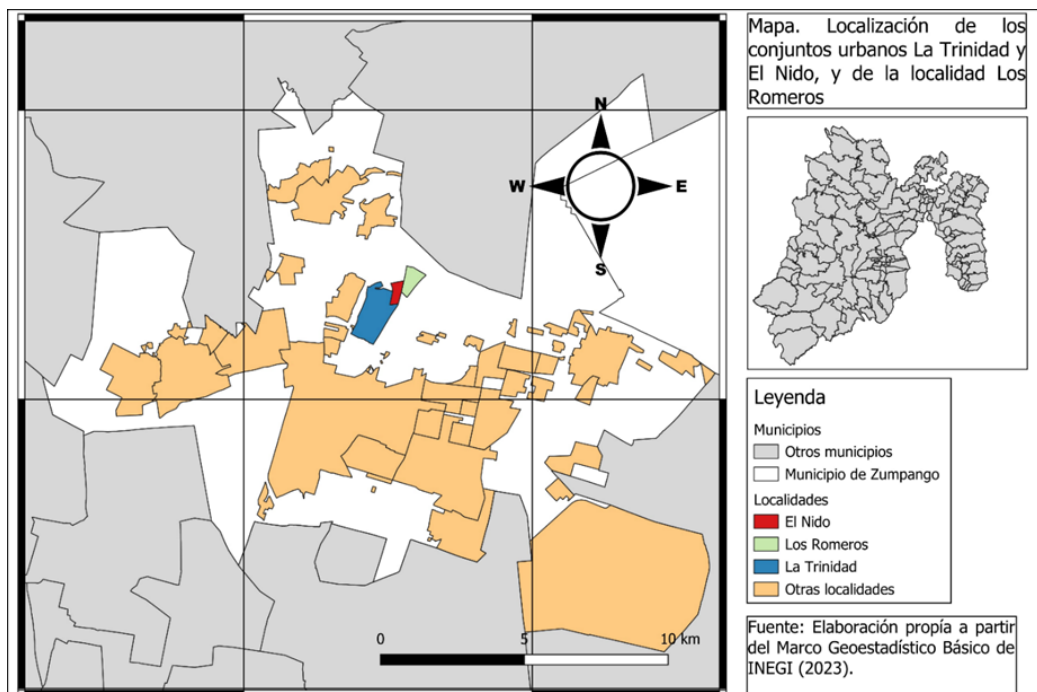 Mapa. Localización de los
conjuntos urbanos La Trinidad y
El Nido, y de la localidad Los
Romeros
N
W
E
S
Leyenda
Municipios
Otros municipios
Municipio de Zumpango
Localidades
El Nido
Los Romeros
La Trinidad
Otras localidades
0
5
10 km
Fuente: Elaboración propía a partir
del Marco Geoestadístico Básico de
INEGI (2023).